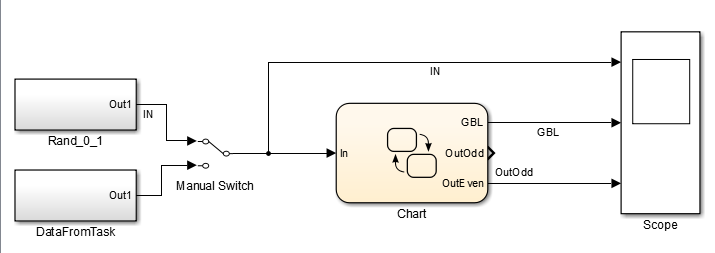 IN
Out1
IN
Rand_0_1
GBL
GBL
In
OutOdd
Out1
Manual Switch
OutEven
OutOdd
Chart
Scope
DataFromTask